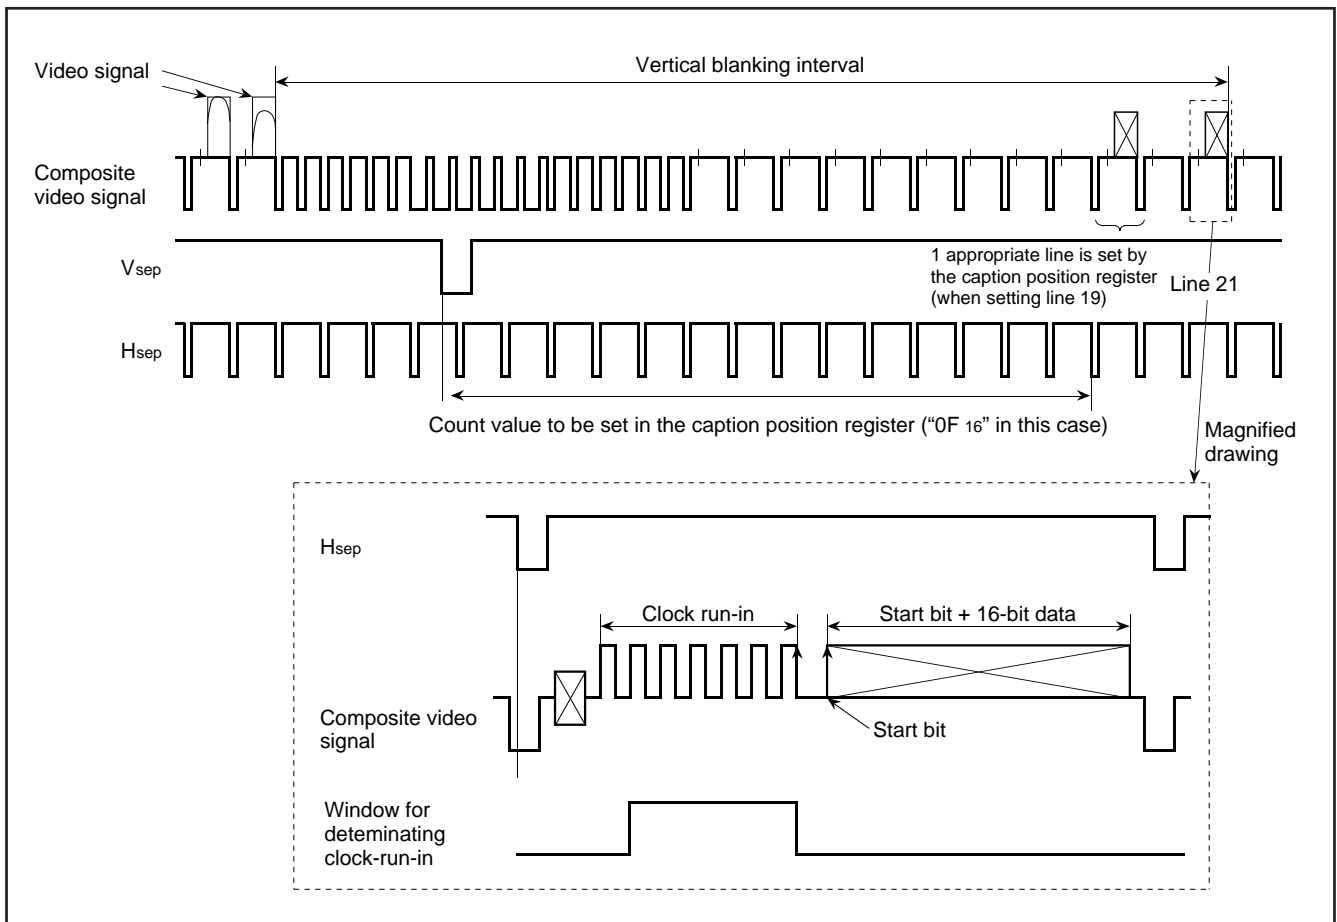 Video signal
Vertical blanking interval
Composite
video signal
Vsep
1 appropriate line is set by
the caption position register
(when setting line 19)
Line 21
Hsep
Count value to be set in the caption position register (“0F 16” in this case)
Magnified
drawing
Hsep
Clock run-in
Start bit + 16-bit data
Composite video
signal
Start bit
Window for
deteminating
clock-run-in